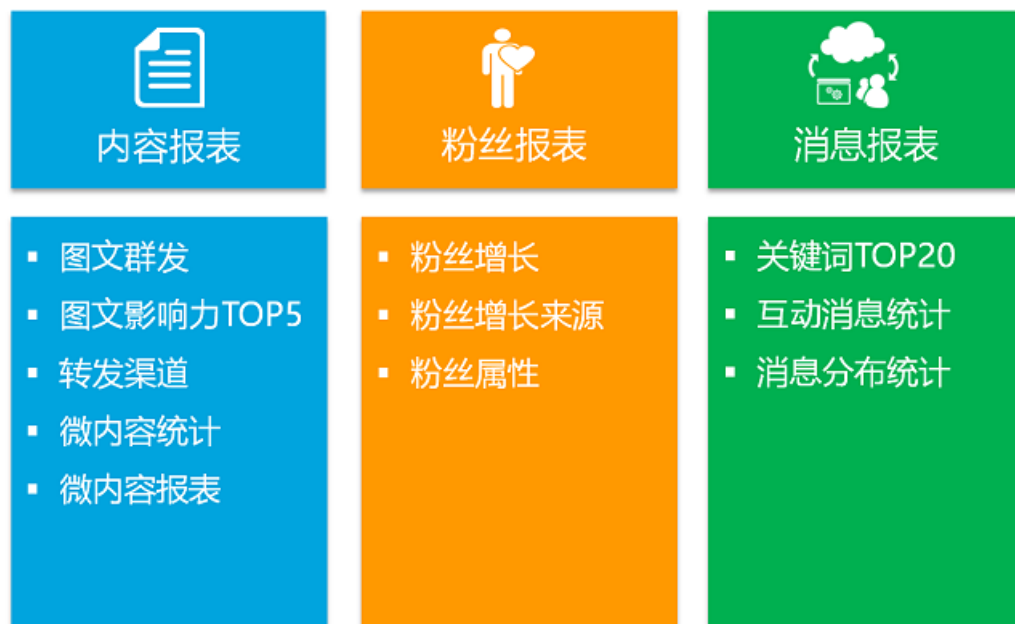 内容报表
粉丝报表
消息报表
图文群发
图文影响力TOP5
转发渠道
微内容统计
微内容报表
粉丝增长
粉丝增长来源
粉丝属性
关键词TOP20
互动消息统计
消息分布统计